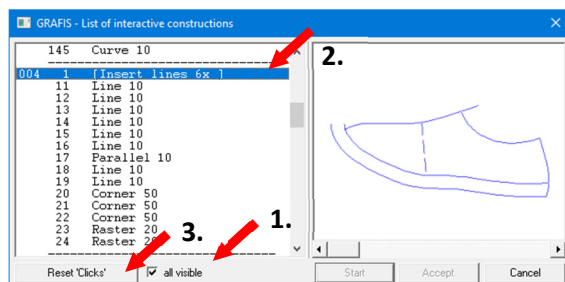 GRAFIS - List of interactive constructions
145 Curve 10
2.
004 1 [Insert lines 6x ]
11 Line 10
12 Line 10
13 Line 10
14 Line 10
15 Line 10
16 Line 10
17 Parallel 10
18 Line 10
19 Line 10
20 Corner 50
21 Corner 50
22 Corner 50
23 Raster 20
24 Raster
3.
1.
Reset 'Clicks'
all visible
Start
Accept
Cancel